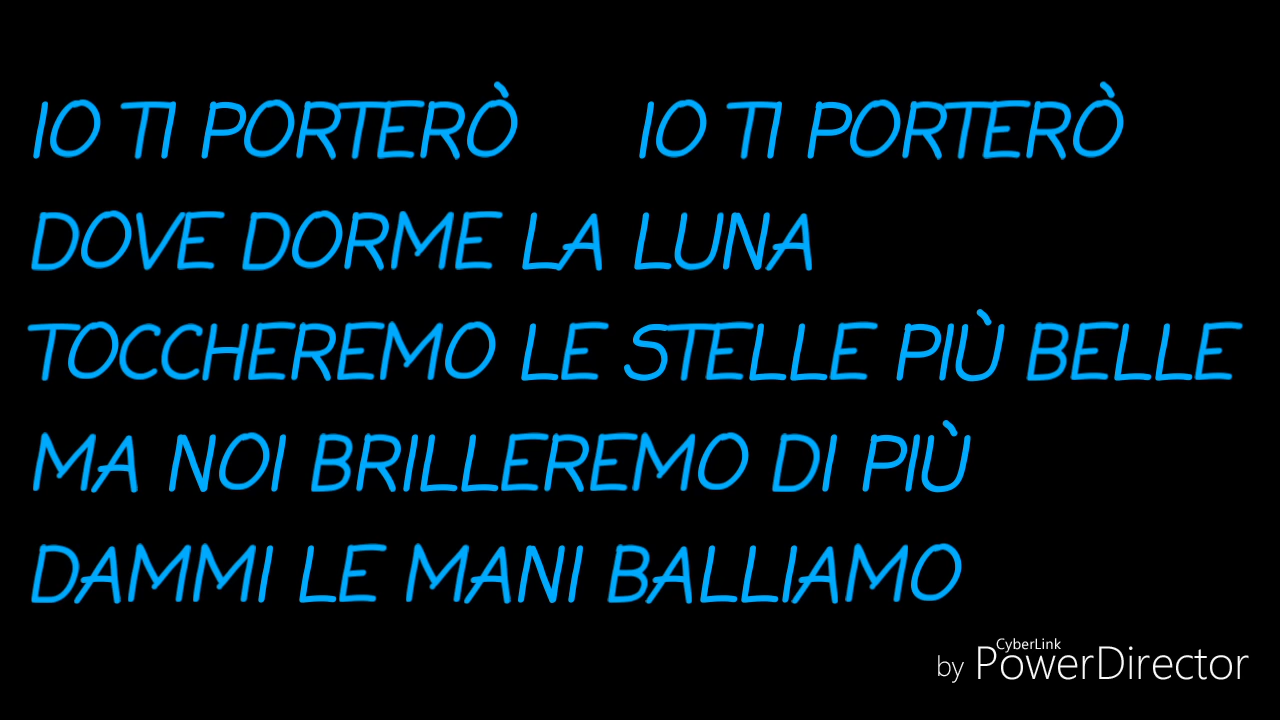 IO TI PORTERÒ IO TI PORTERÒ
DOVE DORME LA LUNA
TOCCHEREMO LE STELLE PIÙ BELLE
MA NOI BRILLEREMO DI PIÙ
DAMMI LE MANI BALLIAMO
by CyberLink PowerDirector